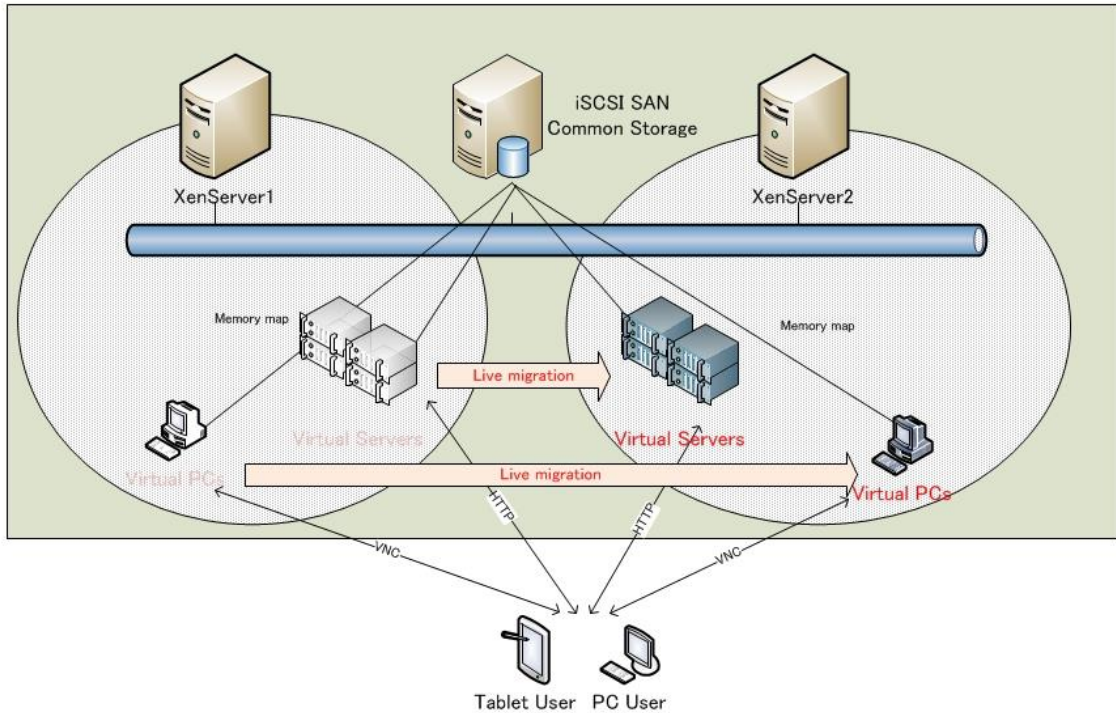 iSCSI SAN
Common Storage
XenServer1
XenServer2
Memory map
Memory map
Live migration
Virtual Servers
Virtual Servers
Virtual PCs
Live migration
Virtual PCs
HTTP
HTTP
VNC
VNC
Tablet User
PC User